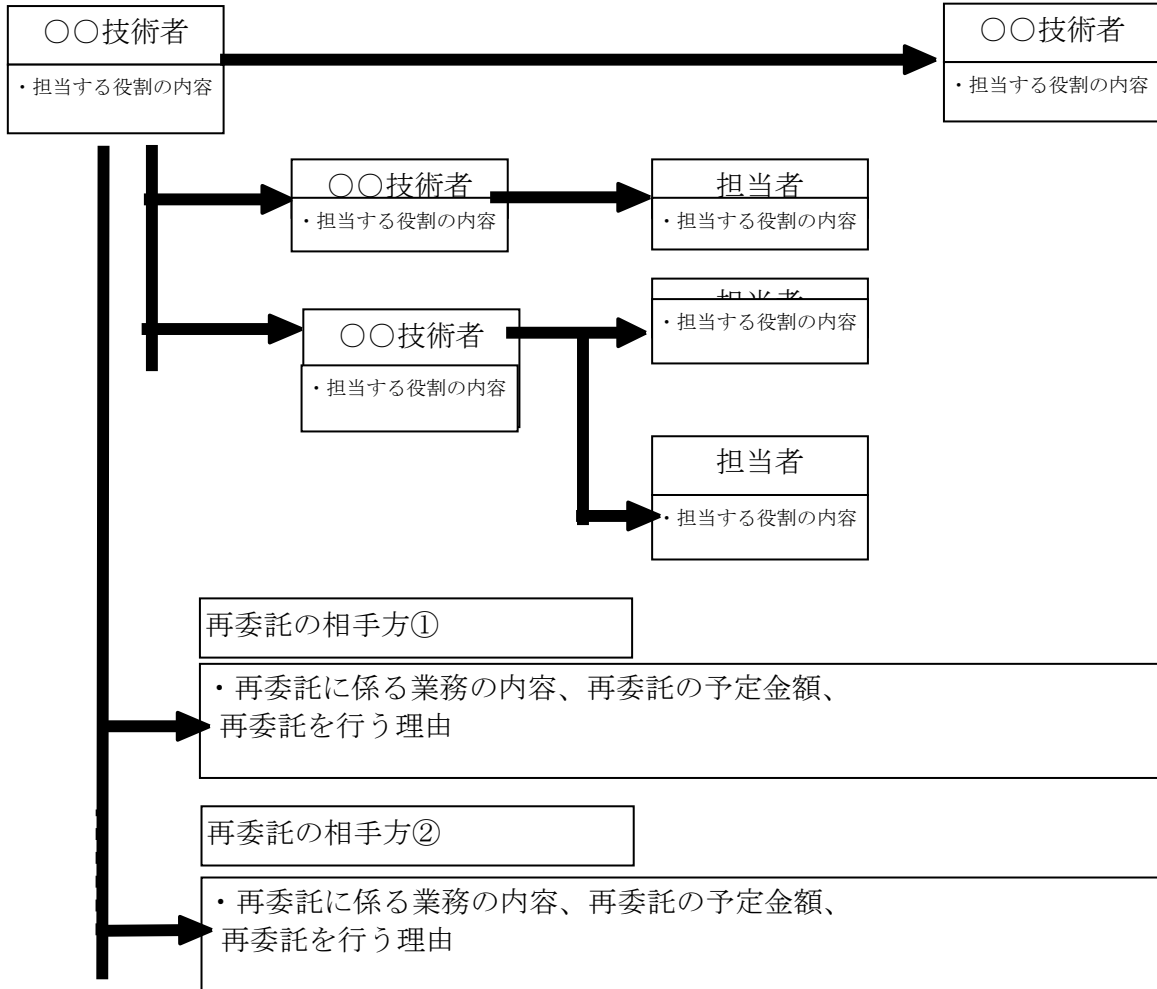 ○○技術者
・担当する役割の内容
○○技術者
・担当する役割の内容
○○技術者
・担当する役割の内容
担当者
・担当する役割の内容
○○技術者
・担当する役割の内容
担当者
・担当する役割の内容
担当者
・担当する役割の内容
再委託の相手方①
・再委託に係る業務の内容、再委託の予定金額、
再委託を行う理由
再委託の相手方②
・再委託に係る業務の内容、再委託の予定金額、
再委託を行う理由